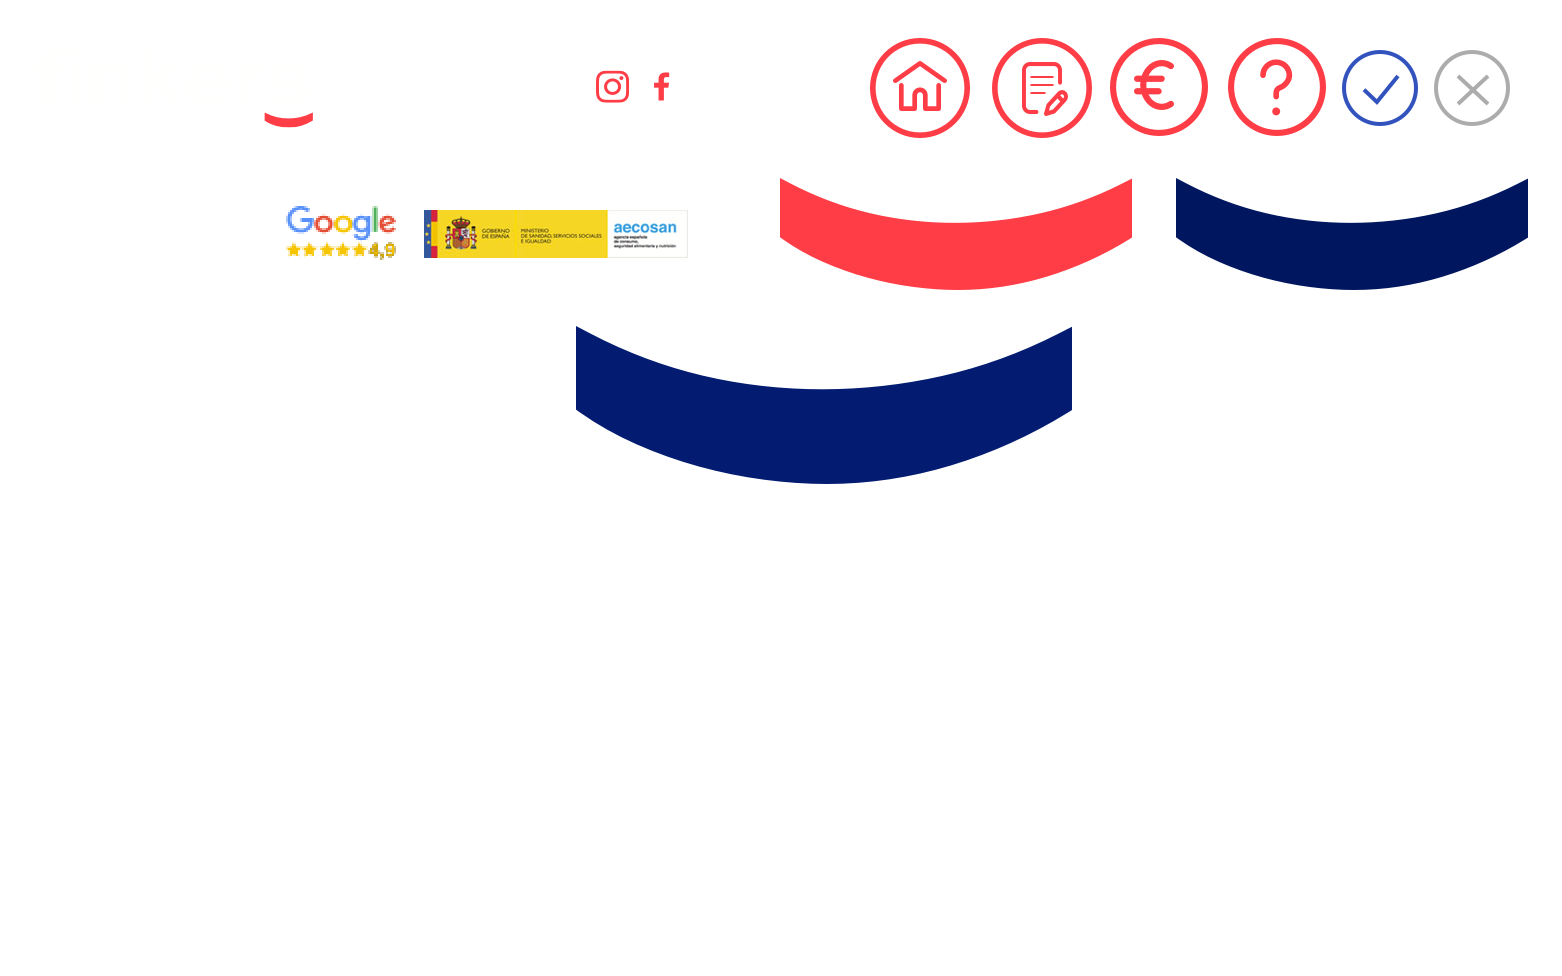 Google
4,9
GOBIERNO
DE ESPAÑA
MINISTERIO
DE SANIDAD, SERVICIOS SOCIALES
E IGUALDAD
aecosan
agencia española
de consumo,
seguridad alimentaria y nutrición